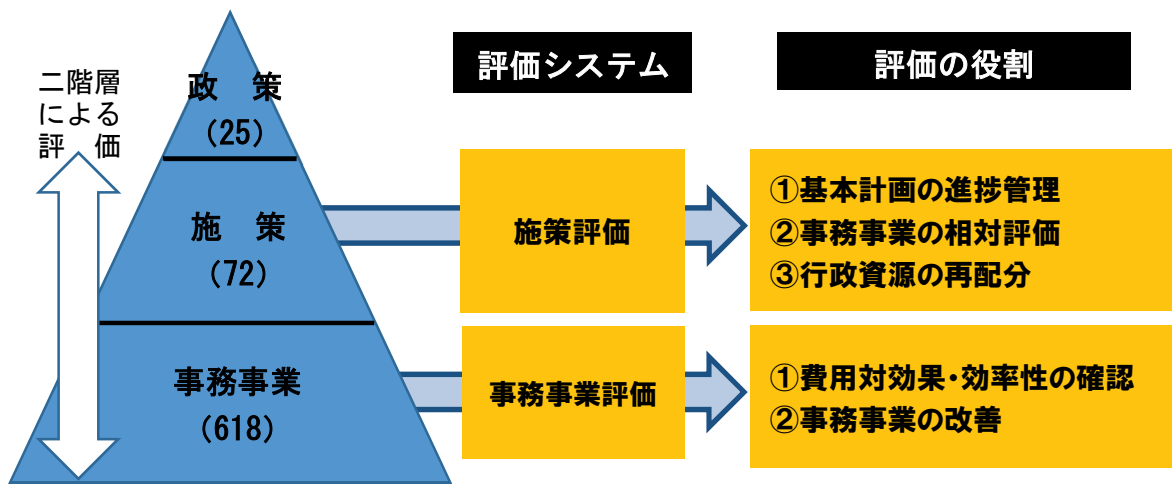 二階層
による
評　価
政　策
(25)
施　策
(72)
事務事業
(618)
評価システム
施策評価
事務事業評価
評価の役割
①基本計画の進捗管理
②事務事業の相対評価
③行政資源の再配分
①費用対効果・効率性の確認
②事務事業の改善